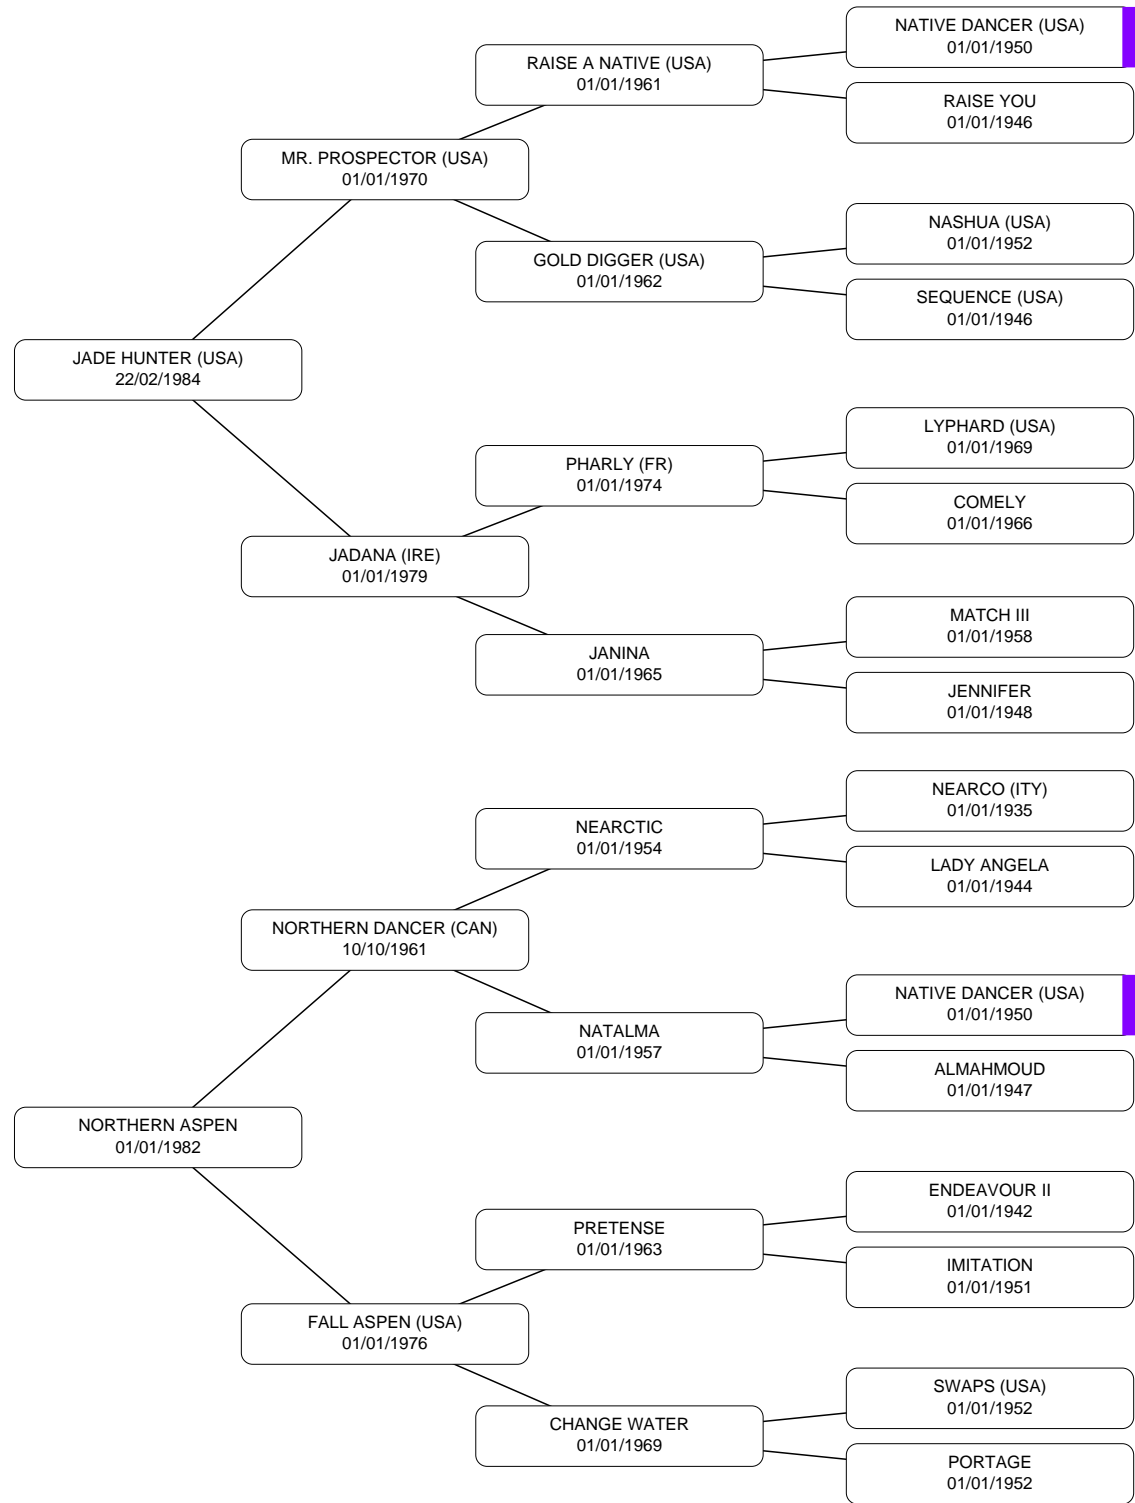 NATIVE DANCER (USA)
01/01/1950
RAISE A NATIVE (USA)
01/01/1961
RAISE YOU
01/01/1946
MR. PROSPECTOR (USA)
01/01/1970
NASHUA (USA)
01/01/1952
GOLD DIGGER (USA)
01/01/1962
SEQUENCE (USA)
01/01/1946
JADE HUNTER (USA)
22/02/1984
LYPHARD (USA)
01/01/1969
PHARLY (FR)
01/01/1974
COMELY
01/01/1966
JADANA (IRE)
01/01/1979
MATCH III
01/01/1958
JANINA
01/01/1965
JENNIFER
01/01/1948
NEARCO (ITY)
01/01/1935
NEARCTIC
01/01/1954
LADY ANGELA
01/01/1944
NORTHERN DANCER (CAN)
10/10/1961
NATIVE DANCER (USA)
01/01/1950
NATALMA
01/01/1957
ALMAHMOUD
01/01/1947
NORTHERN ASPEN
01/01/1982
ENDEAVOUR II
01/01/1942
PRETENSE
01/01/1963
IMITATION
01/01/1951
FALL ASPEN (USA)
01/01/1976
SWAPS (USA)
01/01/1952
CHANGE WATER
01/01/1969
PORTAGE
01/01/1952